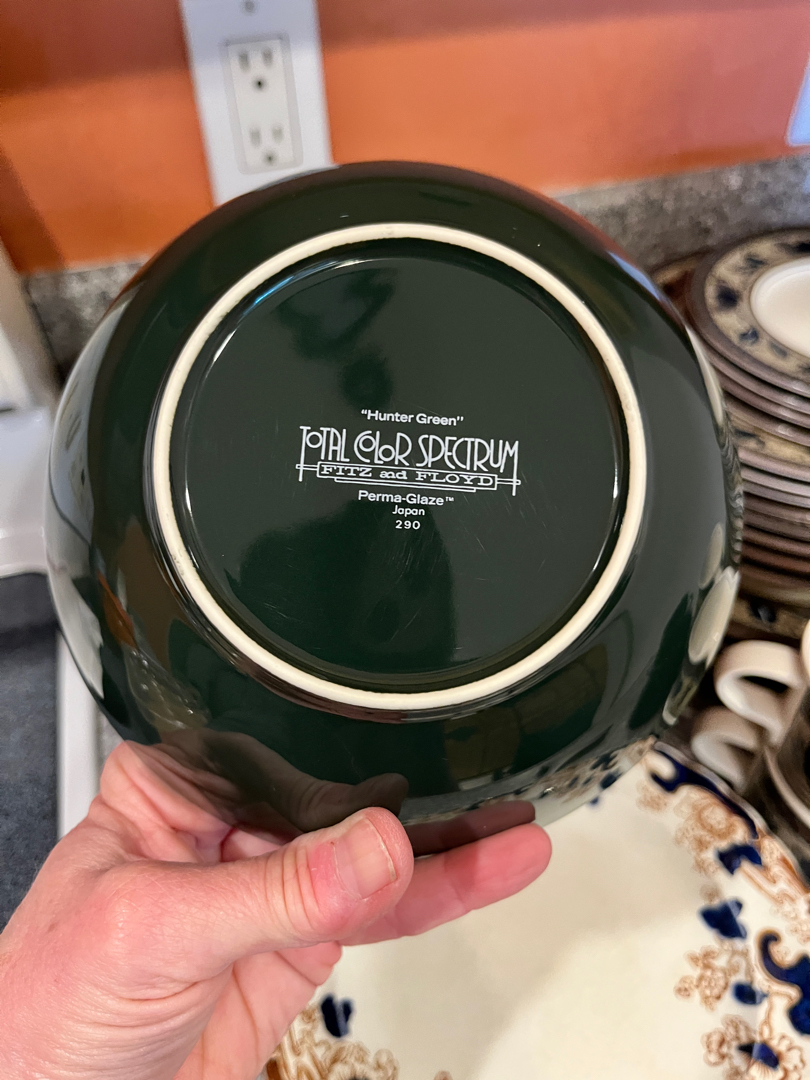 “Hunter Green”
TOTAL COLOR SPECTRUM
FITZ and FLOYD
Perma-Glaze™
Japan
290